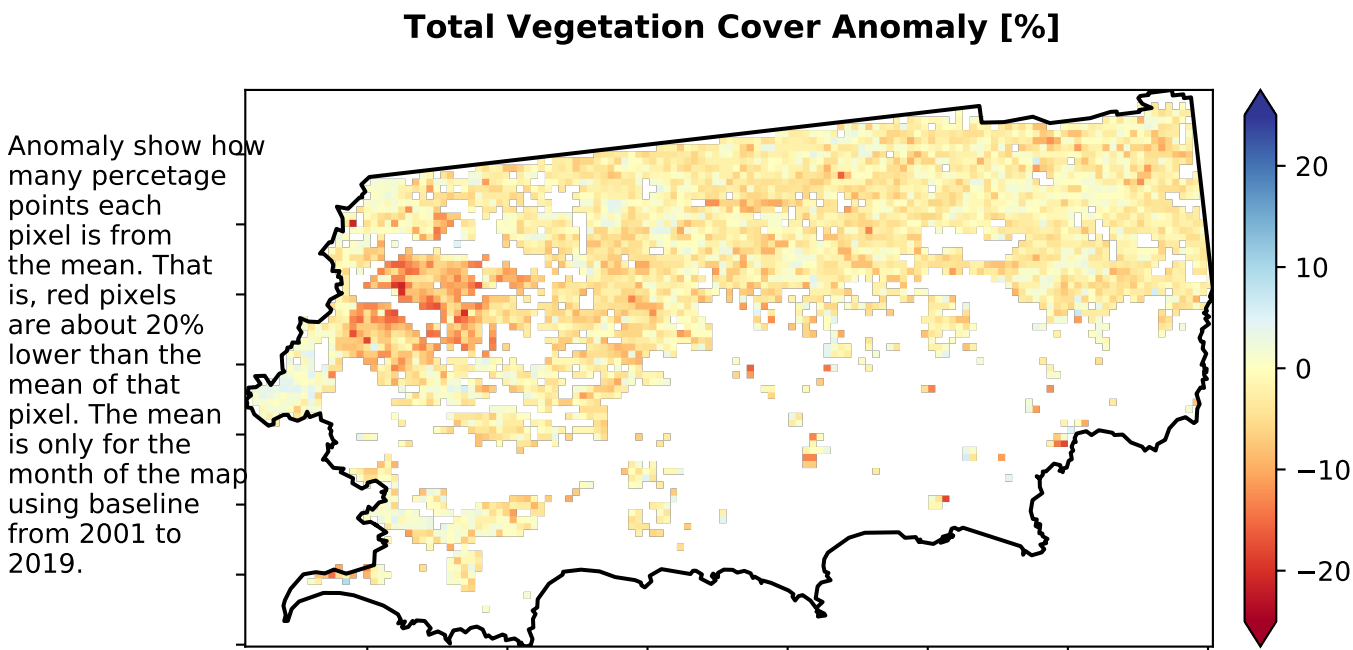 Total Vegetation Cover Anomaly [%]
Anomaly show how
many percetage
points each
pixel is from
the mean. That
is, red pixels
are about 20%
lower than the
mean of that
pixel. The mean
is only for the
month of the map
using baseline
from 2001 to
2019.
20
10
0
−10
−20